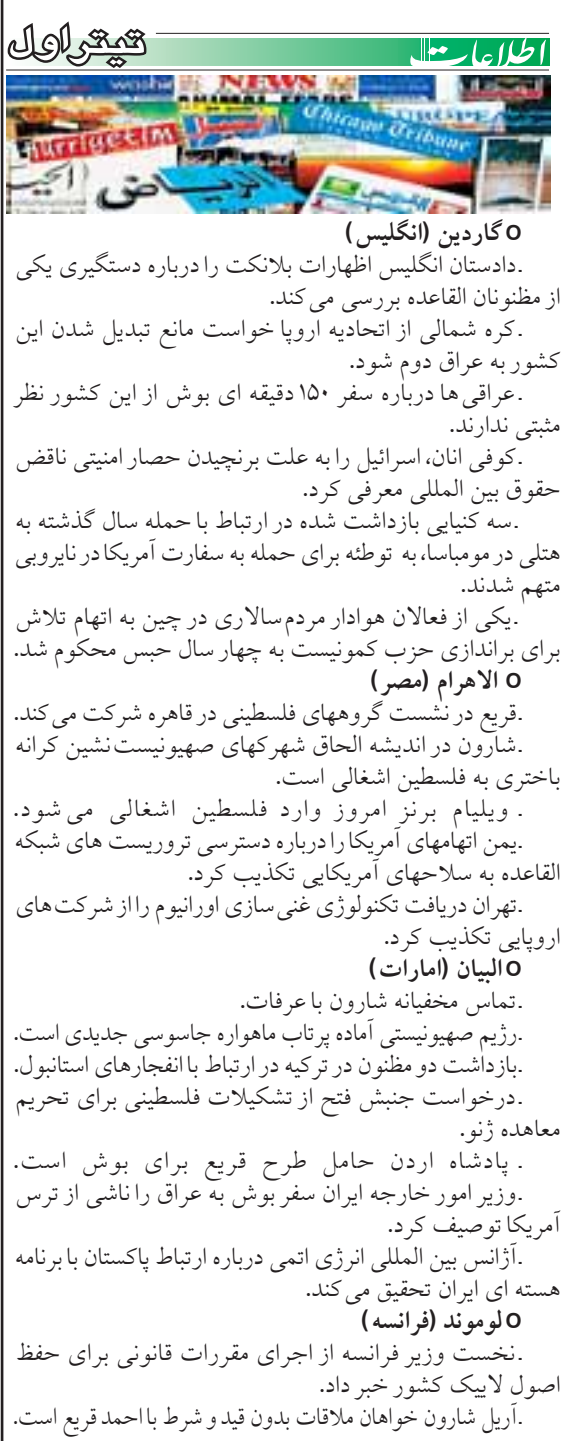 تیتر اول
اطلاعات
NEWS
Chicago Tribune
الرياض
o گاردین (انگلیس)
.دادستان انگلیس اظهارات بلانکت را درباره دستگیری یکی
از مظنونان القاعده بررسی می‌کند.
.کره شمالی از اتحادیه اروپا خواست مانع تبدیل شدن این
کشور به عراق دوم شود.
.عراقی‌ها درباره سفر ۱۵۰ دقیقه ای بوش از این کشور نظر
مثبتی ندارند.
.کوفی انان، اسرائیل را به علت برنچیدن حصار امنیتی ناقض
حقوق بین المللی معرفی کرد.
.سه کنیایی بازداشت شده در ارتباط با حمله سال گذشته به
هتلی در مومباسا، به توطئه برای حمله به سفارت آمریکا در نایروبی
متهم شدند.
.یکی از فعالان هوادار مردم‌سالاری در چین به اتهام تلاش
برای براندازی حزب کمونیست به چهار سال حبس محکوم شد.
o الاهرام (مصر)
.قریع در نشست گروههای فلسطینی در قاهره شرکت می‌کند.
.شارون در اندیشه الحاق شهرکهای صهیونیست‌نشین کرانه
باختری به فلسطین اشغالی است.
. ویلیام برنز امروز وارد فلسطین اشغالی می‌شود.
.یمن اتهامهای آمریکا را درباره دسترسی تروریست های شبکه
القاعده به سلاحهای آمریکایی تکذیب کرد.
.تهران دریافت تکنولوژی غنی‌سازی اورانیوم را از شرکت‌های
اروپایی تکذیب کرد.
o البیان (امارات)
.تماس مخفیانه شارون با عرفات.
.رژیم صهیونیستی آماده پرتاب ماهواره جاسوسی جدیدی است.
.بازداشت دو مظنون در ترکیه در ارتباط با انفجارهای استانبول.
.درخواست جنبش فتح از تشکیلات فلسطینی برای تحریم
معاهده ژنو.
. پادشاه اردن حامل طرح قریع برای بوش است.
.وزیر امور خارجه ایران سفر بوش به عراق را ناشی از ترس
آمریکا توصیف کرد.
.آژانس بین المللی انرژی اتمی درباره ارتباط پاکستان با برنامه
هسته ای ایران تحقیق می‌کند.
o لوموند (فرانسه)
.نخست وزیر فرانسه از اجرای مقررات قانونی برای حفظ
اصول لاییک کشور خبر داد.
.آریل شارون خواهان ملاقات بدون قید و شرط با احمد قریع است.